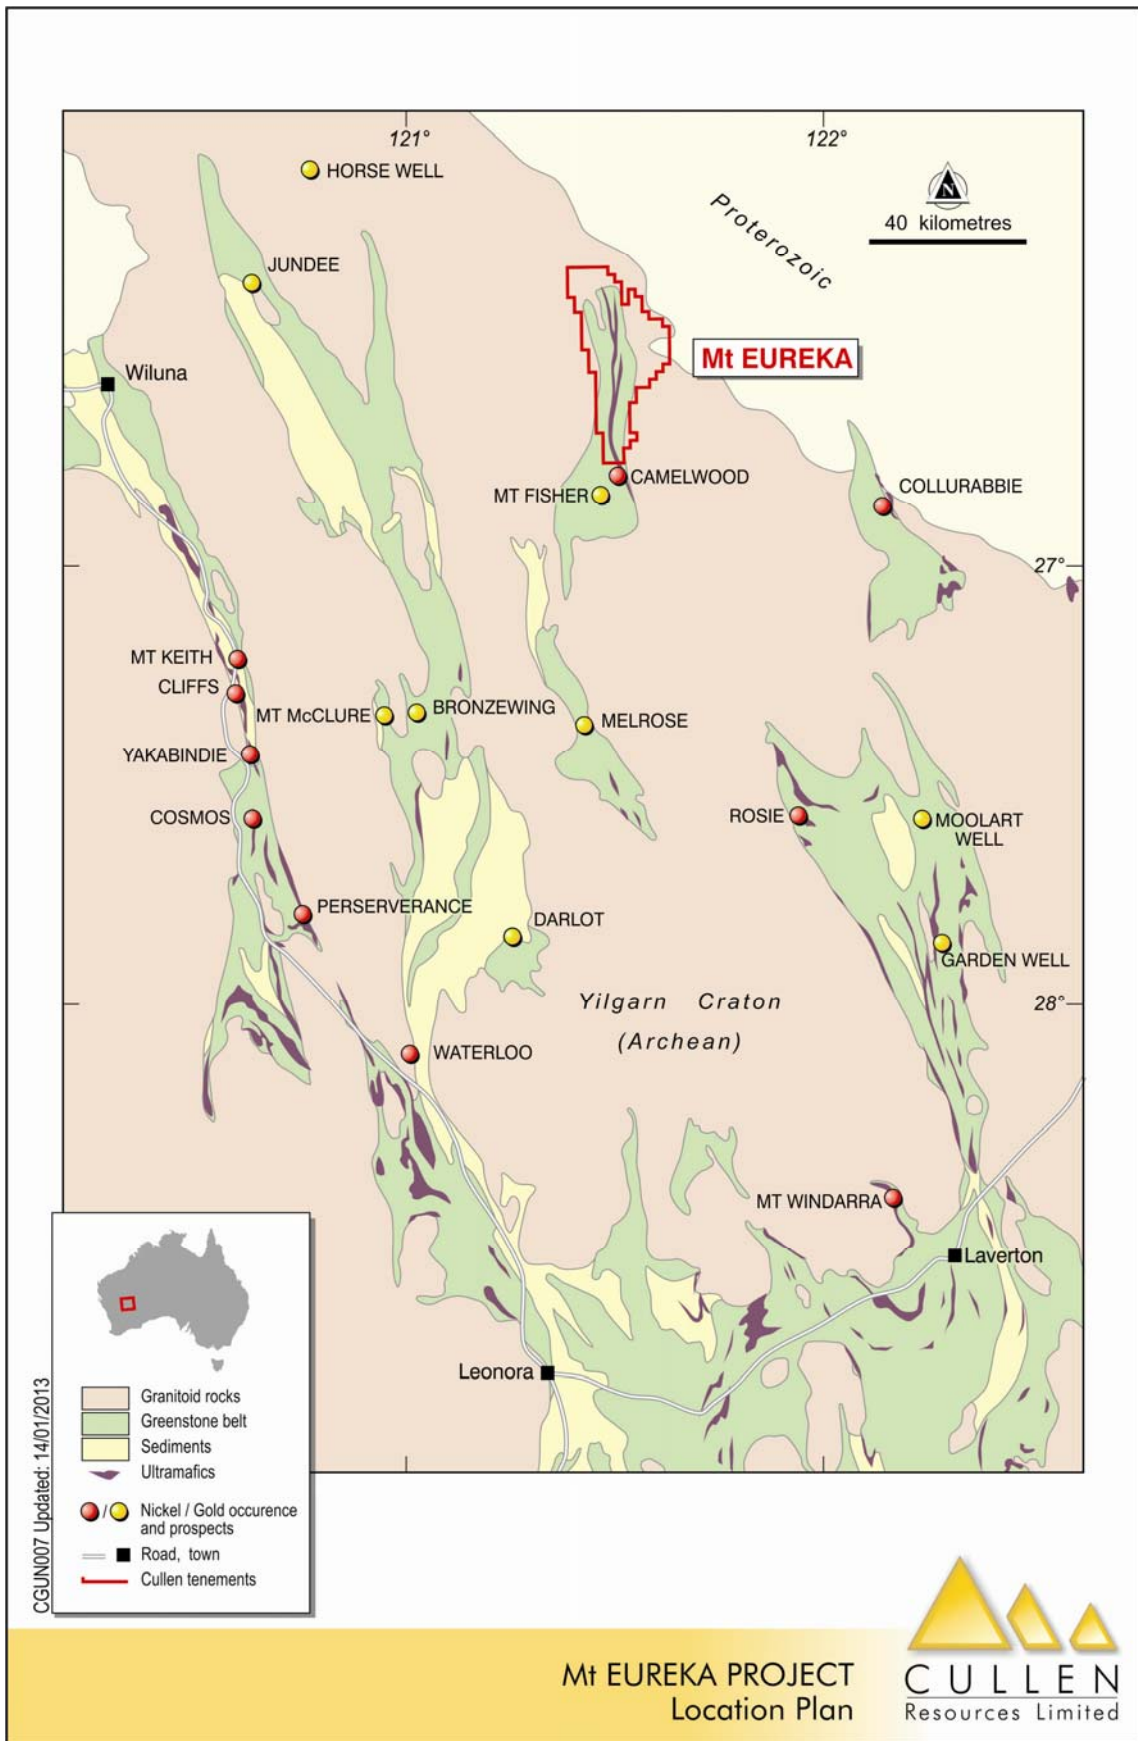 121°
122°
HORSE WELL
N
40 kilometres
Proterozoic
JUNDEE
Mt EUREKA
Wiluna
CAMELWOOD
MT FISHER
COLLURABBIE
27°
MT KEITH
CLIFFS
MT McCLURE
BRONZEWING
MELROSE
YAKABINDIE
COSMOS
ROSIE
MOOLART
WELL
PERSERVERANCE
DARLOT
GARDEN WELL
Yilgarn Craton
(Archean)
28°
WATERLOO
MT WINDARRA
Laverton
Leonora
Granitoid rocks
Greenstone belt
Sediments
Ultramafics
/ Nickel / Gold occurence
and prospects
Road, town
Cullen tenements
CGUN007 Updated: 14/01/2013
Mt EUREKA PROJECT
Location Plan
CULLEN
Resources Limited